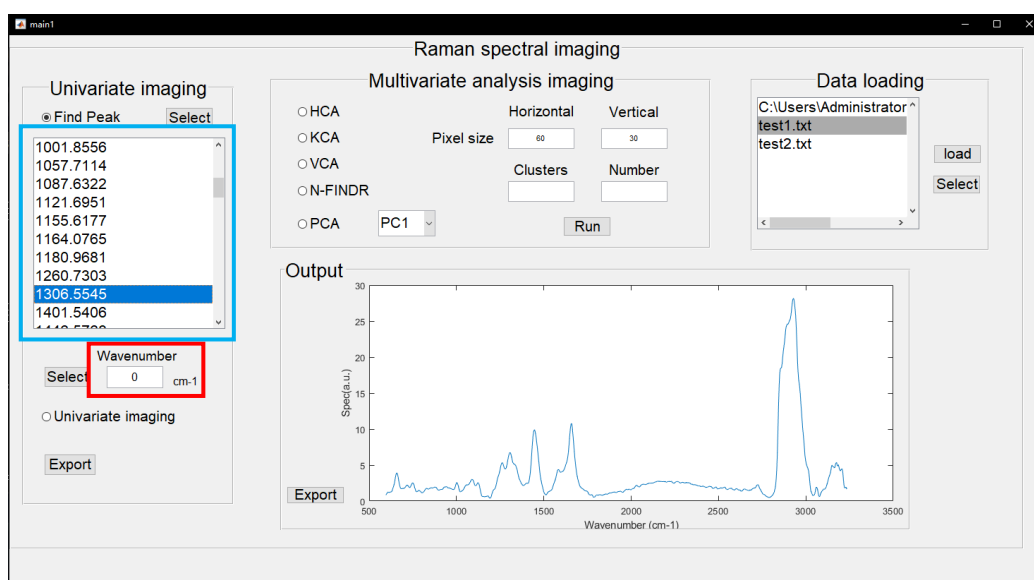 main1
Raman spectral imaging
Univariate imaging
Find Peak
Select
1001.8556
1057.7114
1087.6322
1121.6951
1155.6177
1164.0765
1180.9681
1260.7303
1306.5545
1401.5406
Wavenumber
Select
0
cm-1
Univariate imaging
Export
Multivariate analysis imaging
HCA
KCA
VCA
N-FINDR
PCA
PC1
Horizontal
Vertical
Pixel size
60
30
Clusters
Number
Run
Data loading
C:\Users\Administrator
test1.txt
test2.txt
load
Select
Output
30
25
20
15
10
5
0
Spec(a.u.)
500
1000
1500
2000
2500
3000
3500
Wavenumber (cm-1)
Export